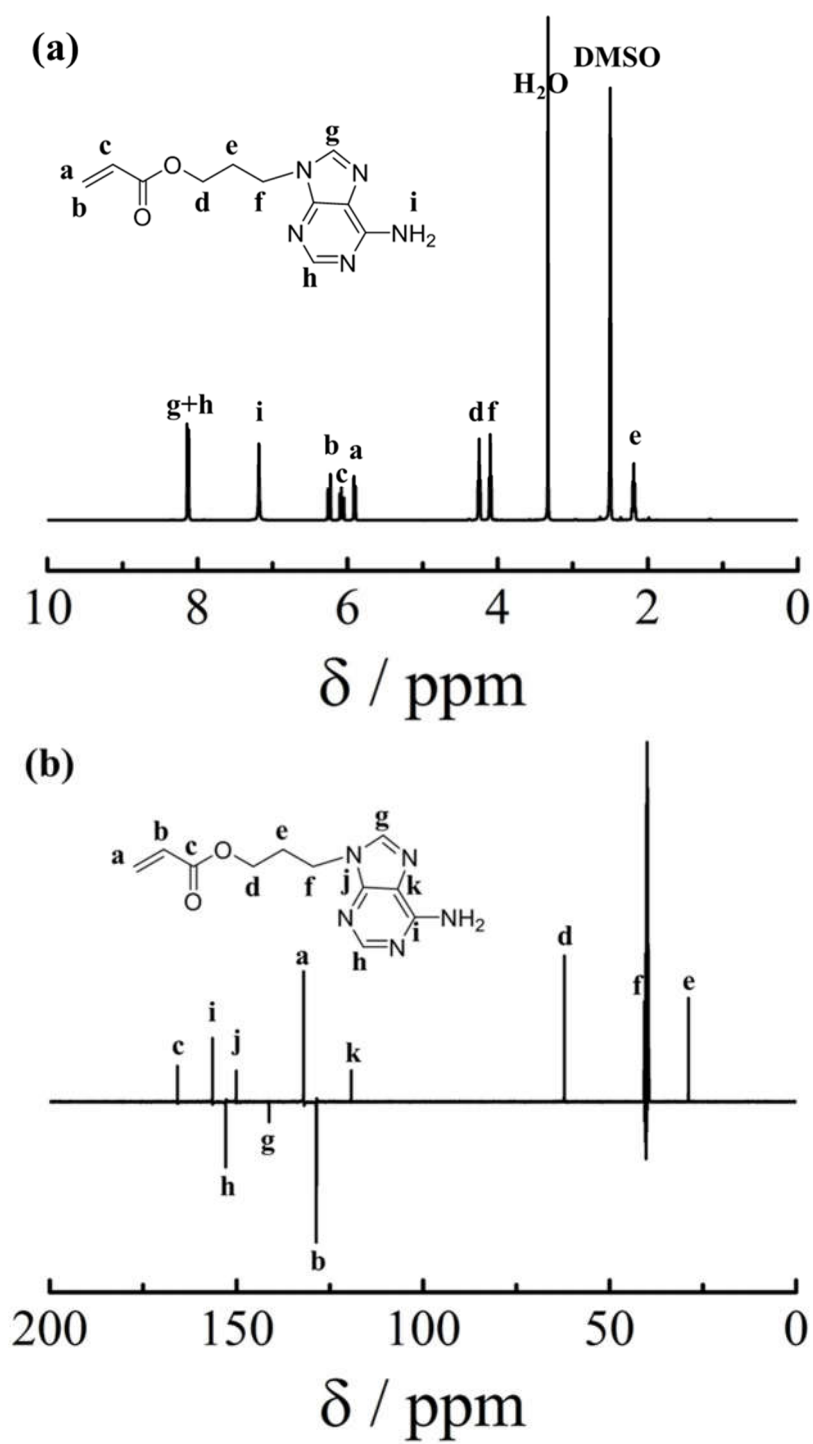 (a)
DMSO
H₂O
c e g
a O N N
b O d f i
N NH₂
N
h
g+h i d f
b e
c a
10 8 6 4 2 0
δ / ppm
(b)
b e g
a c O N N
O d f j k
N NH₂
i
h N
a d
i f e
c j k
g
h
b
200 150 100 50 0
δ / ppm